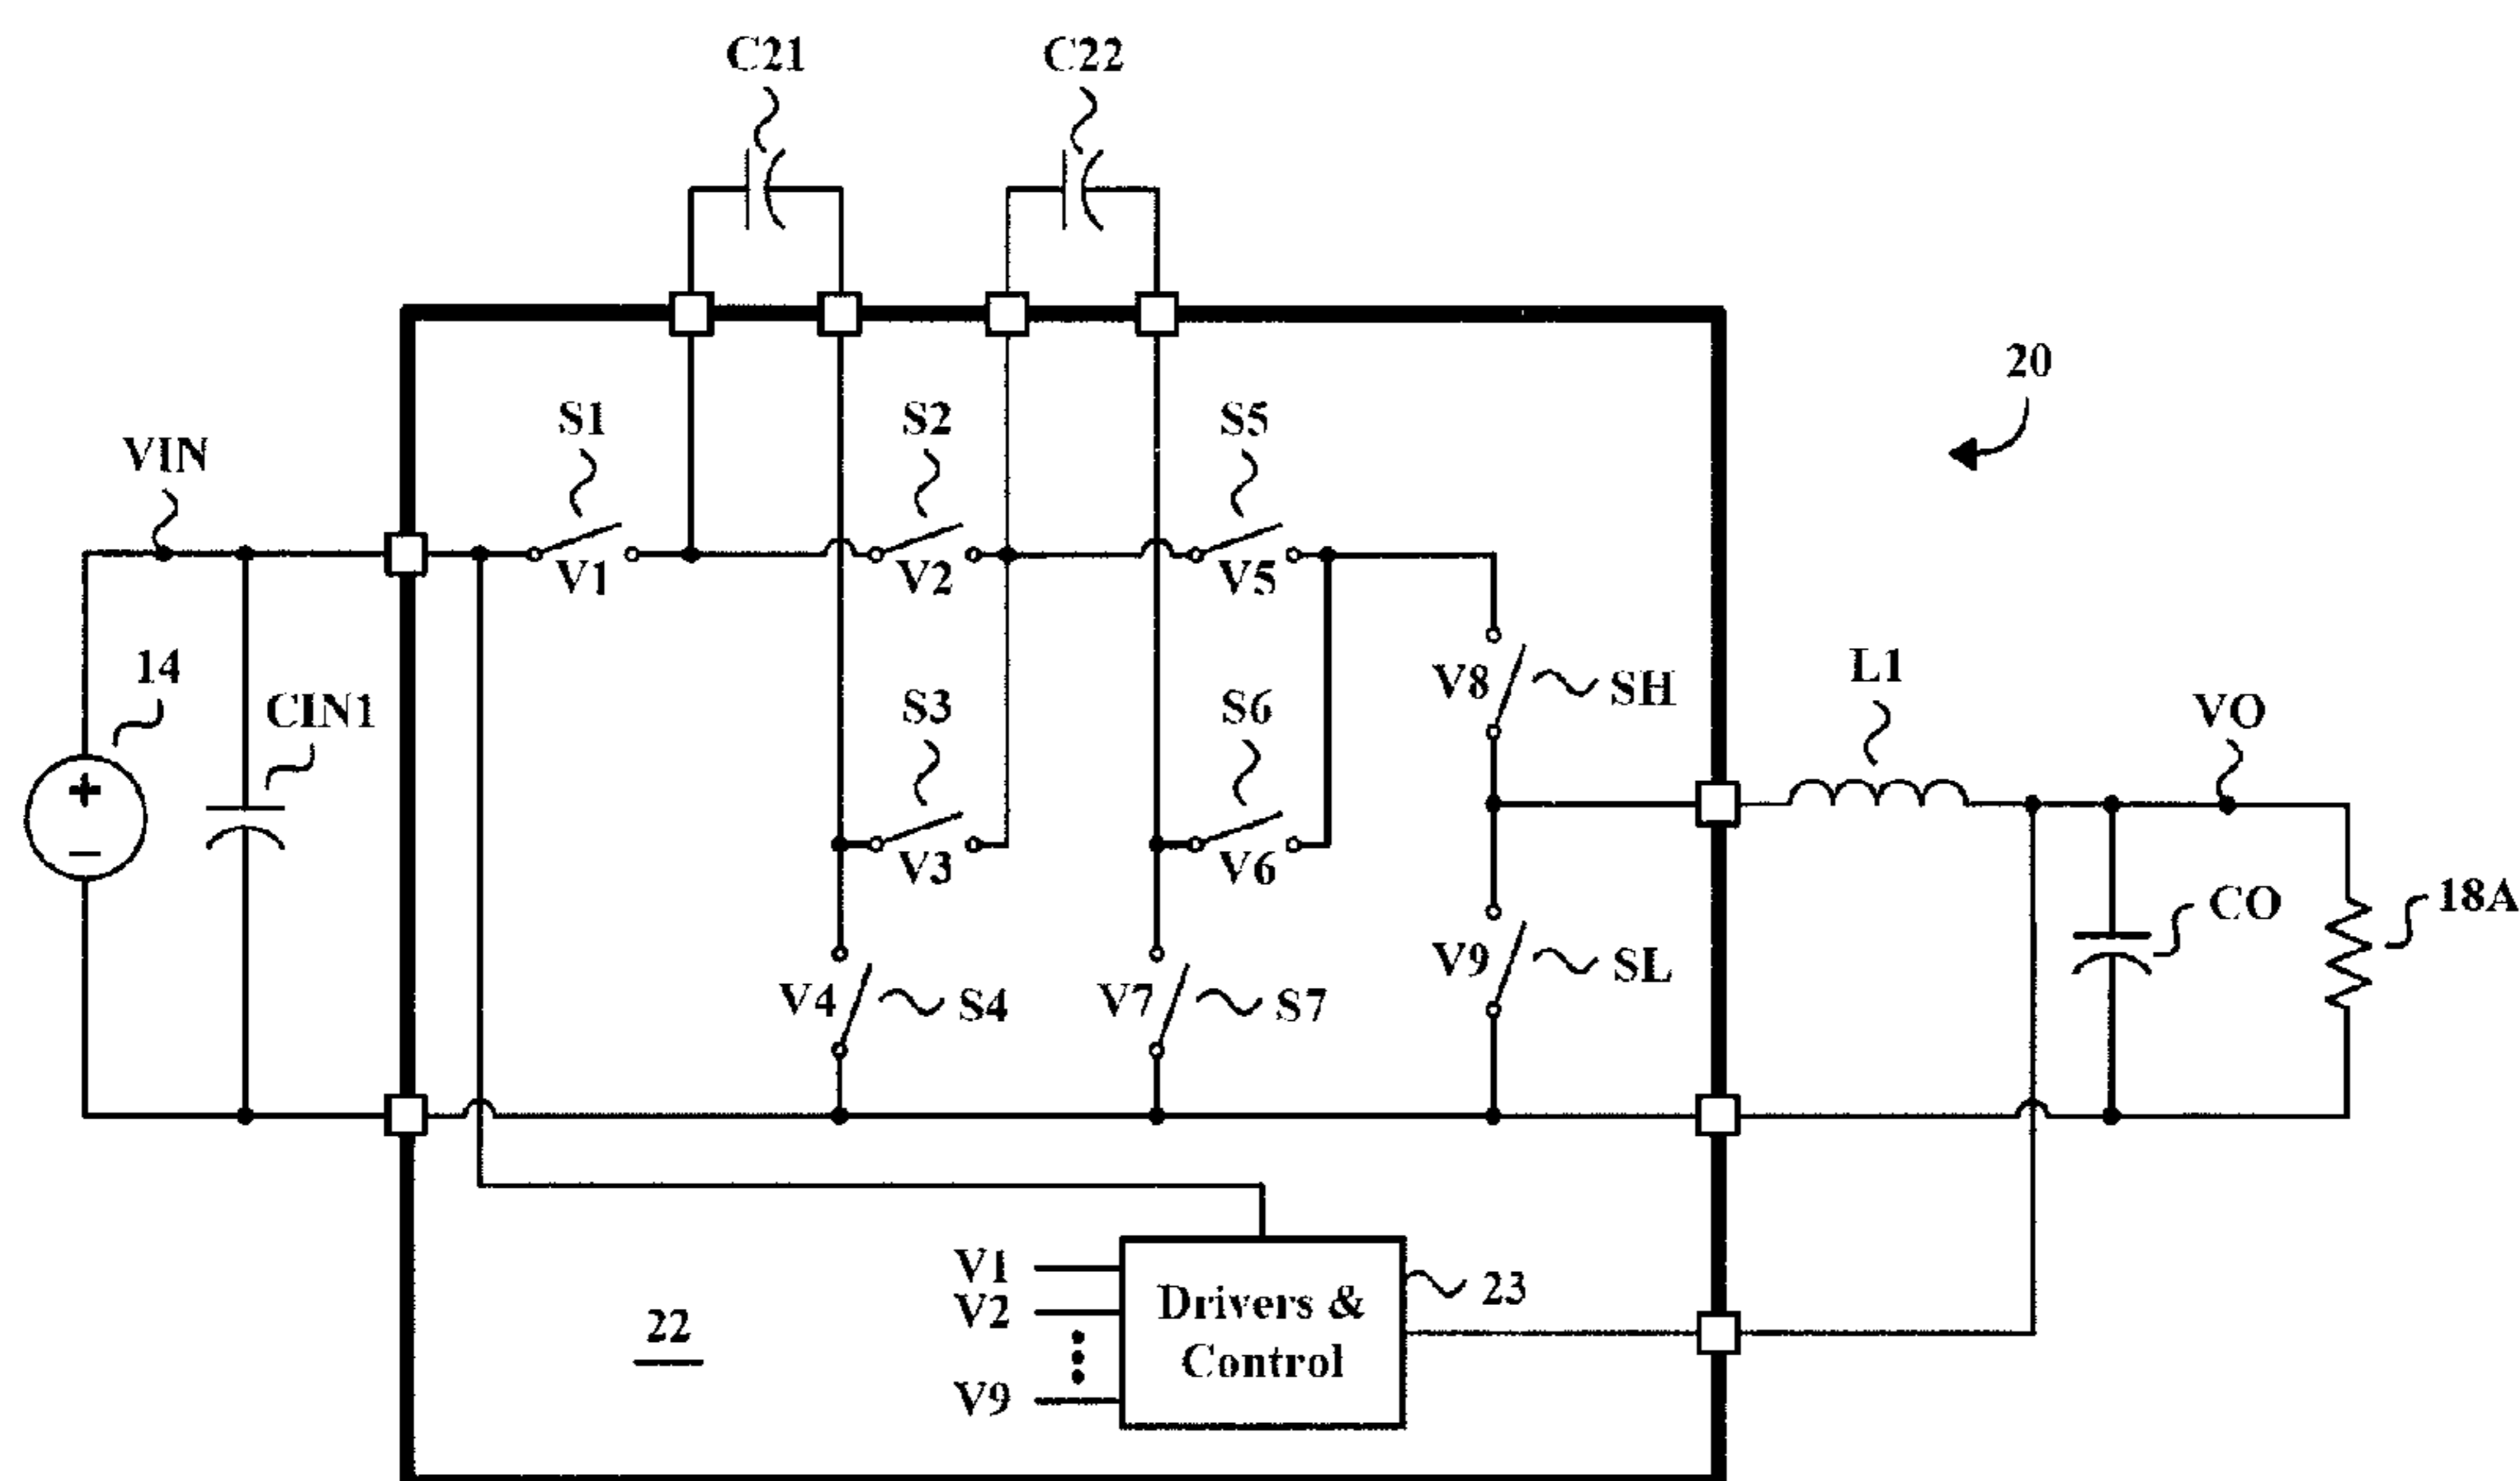 C21
C22
20
S1
S2
S5
VIN
V1
V2
V5
14
CIN1
S3
S6
V8
SH
L1
VO
V3
V6
V9
SL
CO
18A
V4
S4
V7
S7
V1
V2
V9
Drivers &
Control
23
22
+
−